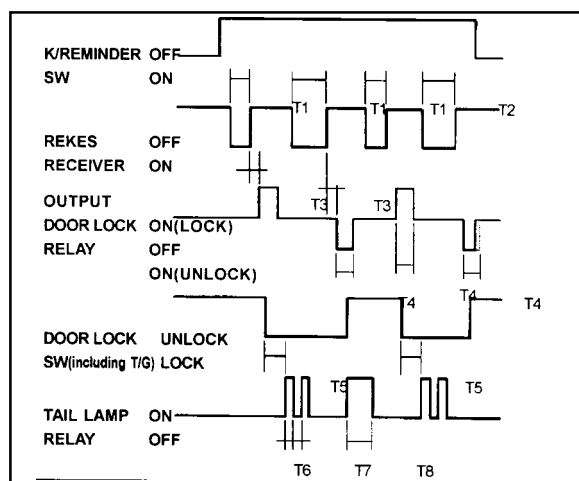 K/REMINDER OFF
SW ON
T1 T1 T1 T2
REKES OFF
RECEIVER ON
OUTPUT T3 T3
DOOR LOCK ON(LOCK)
RELAY OFF
ON(UNLOCK)
T4 T4 T4
DOOR LOCK UNLOCK
SW(including T/G) LOCK
T5 T5
TAIL LAMP ON
RELAY OFF
T6 T7 T8